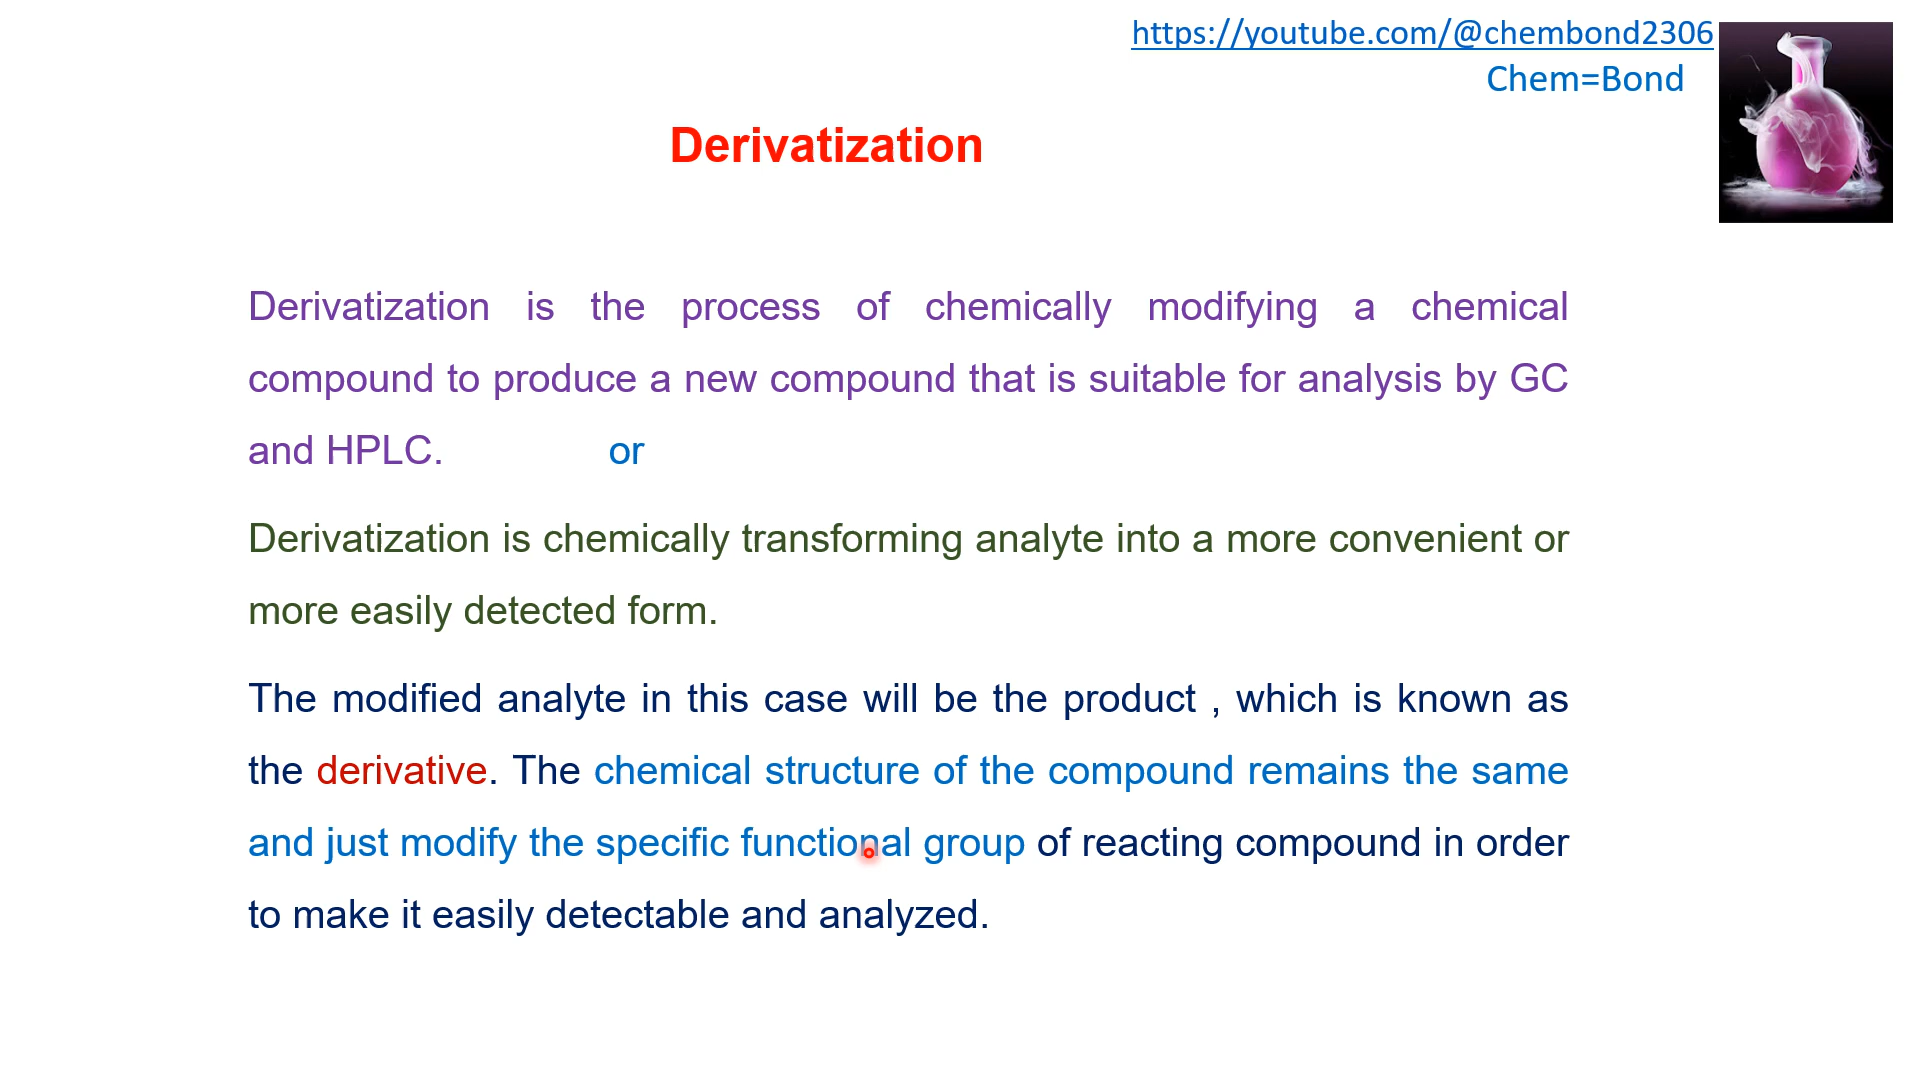 https://youtube.com/@chembond2306
Chem=Bond
Derivatization
Derivatization is the process of chemically modifying a chemical
compound to produce a new compound that is suitable for analysis by GC
and HPLC. or
Derivatization is chemically transforming analyte into a more convenient or
more easily detected form.
The modified analyte in this case will be the product , which is known as
the derivative. The chemical structure of the compound remains the same
and just modify the specific functional group of reacting compound in order
to make it easily detectable and analyzed.